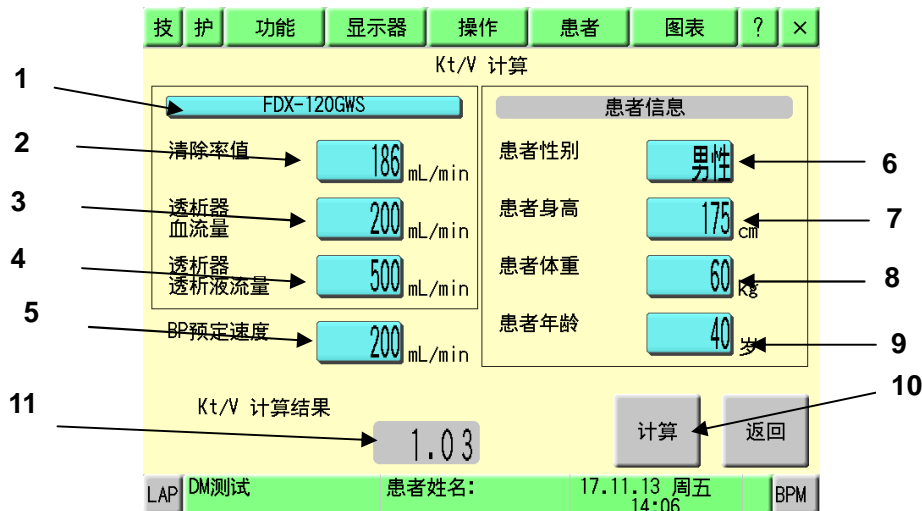 技 护 功能 显示器 操作 患者 图表 ? ×
Kt/V 计算
1
FDX-120GWS
2
清除率值 186 mL/min
3
透析器
血流量 200 mL/min
4
透析器
透析液流量 500 mL/min
5
BP预定速度 200 mL/min
患者信息
患者性别 男性 6
患者身高 175 cm 7
患者体重 60 Kg 8
患者年龄 40 岁 9
10
11
Kt/V 计算结果
1.03
计算 返回
LAP DM测试 患者姓名: 17.11.13 周五 BPM
14:06